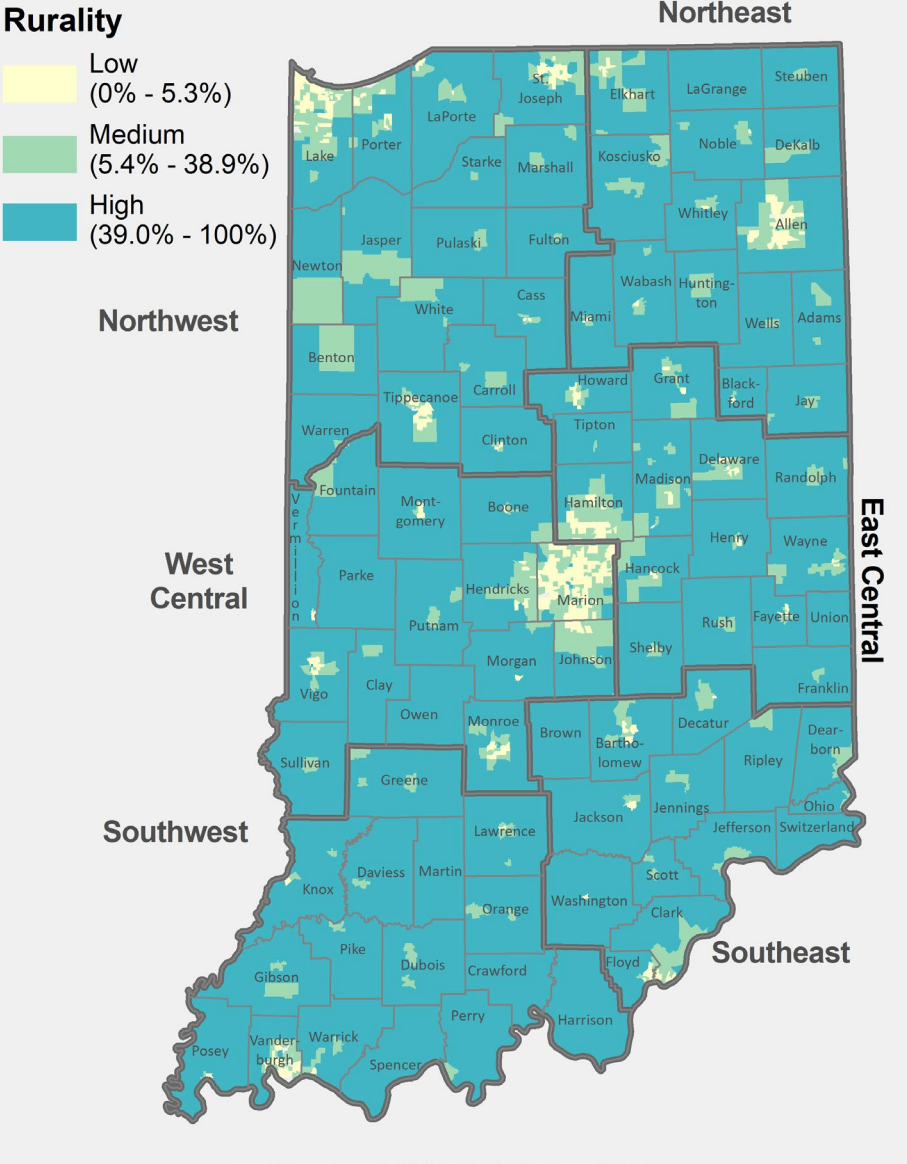 Rurality
Low
(0% - 5.3%)
Medium
(5.4% - 38.9%)
High
(39.0% - 100%)
Northeast
Northwest
West
Central
Southwest
Southeast
East Central
St.
Joseph
Elkhart
LaGrange
Steuben
LaPorte
Lake
Porter
Starke
Marshall
Kosciusko
Noble
DeKalb
Whitley
Allen
Newton
Jasper
Pulaski
Fulton
White
Cass
Miami
Wabash
Hunting-
ton
Wells
Adams
Benton
Carroll
Howard
Grant
Black-
ford
Jay
Tippecanoe
Warren
Clinton
Tipton
Delaware
Madison
Randolph
Fountain
Vermillion
Mont-
gomery
Boone
Hamilton
Henry
Wayne
Parke
Hendricks
Marion
Hancock
Putnam
Rush
Fayette
Union
Shelby
Morgan
Johnson
Vigo
Clay
Owen
Franklin
Monroe
Brown
Bartho-
lomew
Decatur
Dear-
born
Ripley
Sullivan
Greene
Jackson
Jennings
Ohio
Jefferson
Switzerland
Lawrence
Knox
Daviess
Martin
Scott
Washington
Orange
Clark
Pike
Dubois
Gibson
Crawford
Floyd
Harrison
Perry
Posey
Vander-
burgh
Warrick
Spencer